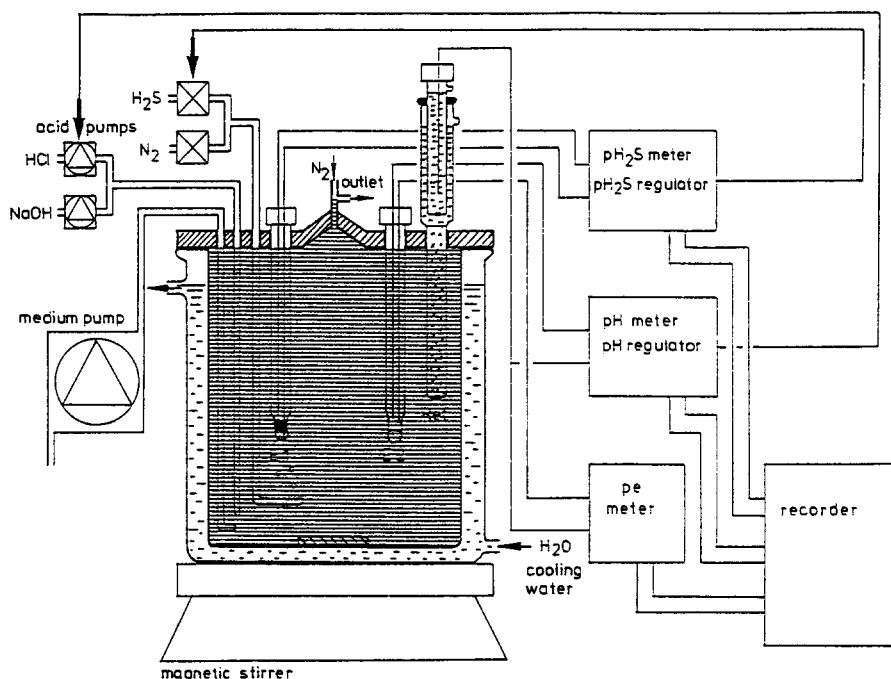 H₂S
acid pumps
N₂
HCl
NaOH
N₂
outlet
medium pump
pH₂S meter
pH₂S regulator
pH meter
pH regulator
pe
meter
recorder
H₂O
cooling
water
magnetic stirrer